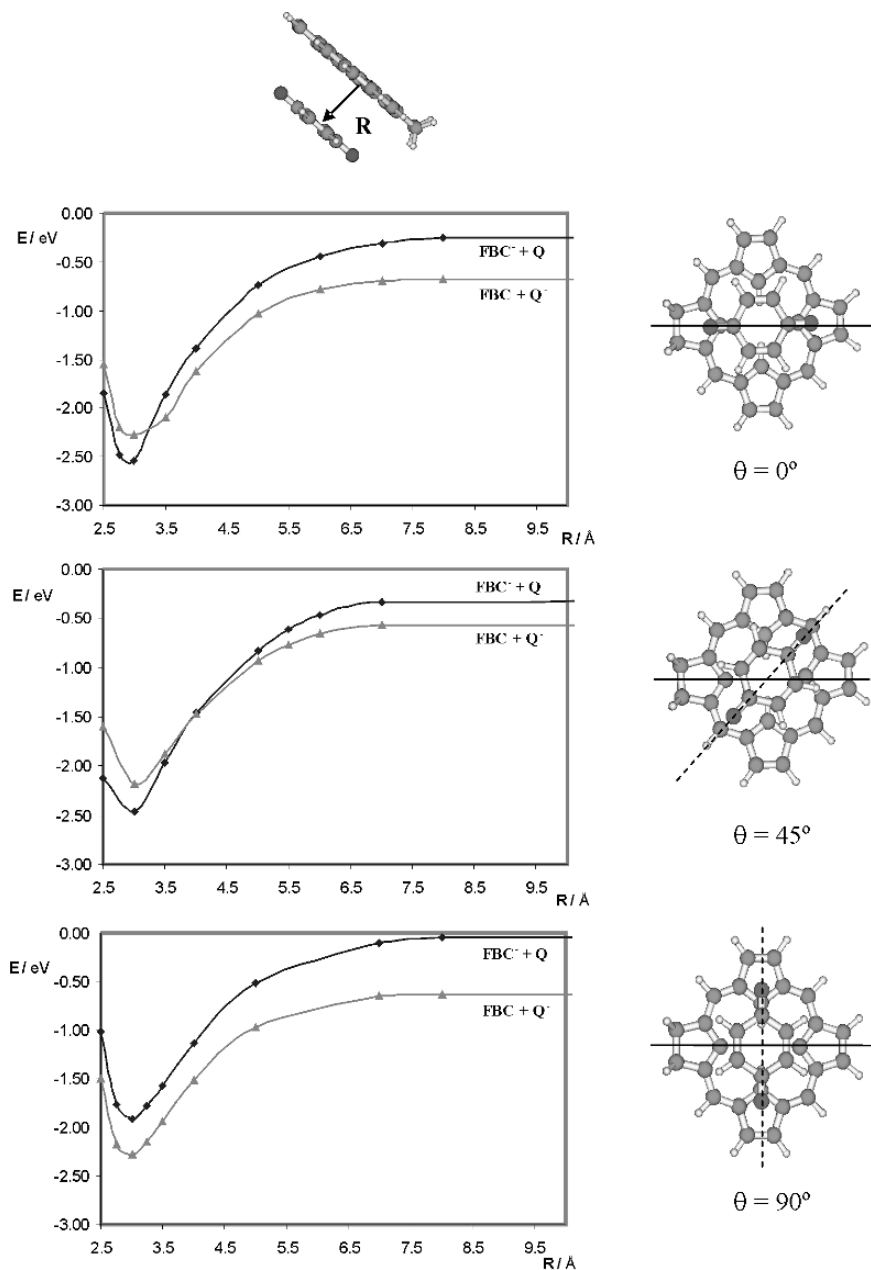 R
E / eV
0.00
-0.50
-1.00
-1.50
-2.00
-2.50
-3.00
FBC⁻ + Q
FBC + Q⁻
2.5 3.5 4.5 5.5 6.5 7.5 8.5 9.5
R / Å
θ = 0º
E / eV
0.00
-0.50
-1.00
-1.50
-2.00
-2.50
-3.00
FBC⁻ + Q
FBC + Q⁻
2.5 3.5 4.5 5.5 6.5 7.5 8.5 9.5
R / Å
θ = 45º
E / eV
0.00
-0.50
-1.00
-1.50
-2.00
-2.50
-3.00
FBC⁻ + Q
FBC + Q⁻
2.5 3.5 4.5 5.5 6.5 7.5 8.5 9.5
R / Å
θ = 90º